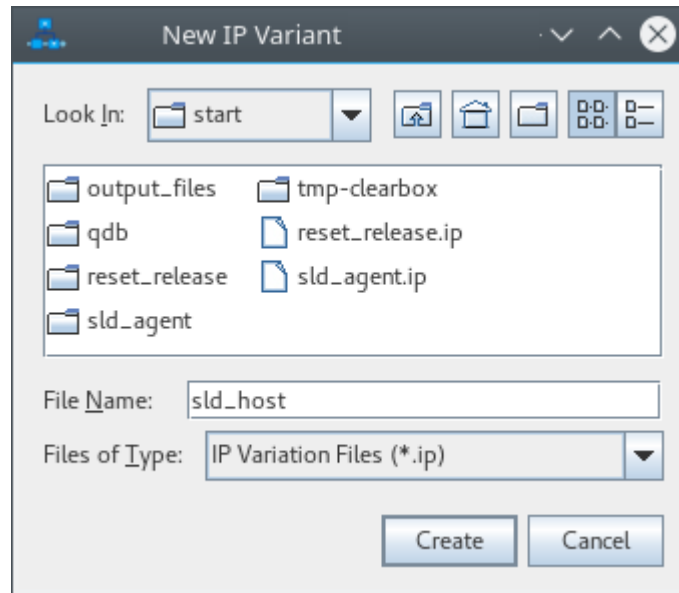 New IP Variant
Look In: start
output_files tmp-clearbox
qdb reset_release.ip
reset_release sld_agent.ip
sld_agent
File Name: sld_host
Files of Type: IP Variation Files (*.ip)
Create Cancel